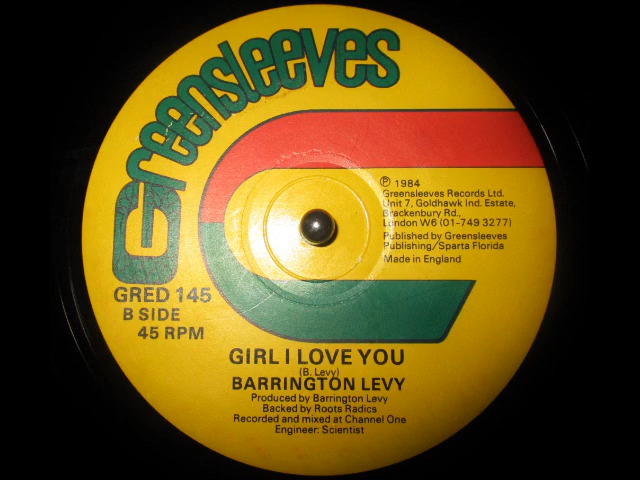 Greensleeves
℗ 1984
Greensleeves Records Ltd.
Unit 7, Goldhawk Ind. Estate,
Brackenbury Rd.,
London W6 (01-749 3277)
Published by Greensleeves
Publishing/Sparta Florida
Made in England
GRED 145
B SIDE
45 RPM
GIRL I LOVE YOU
(B. Levy)
BARRINGTON LEVY
Produced by Barrington Levy
Backed by Roots Radics
Recorded and mixed at Channel One
Engineer: Scientist